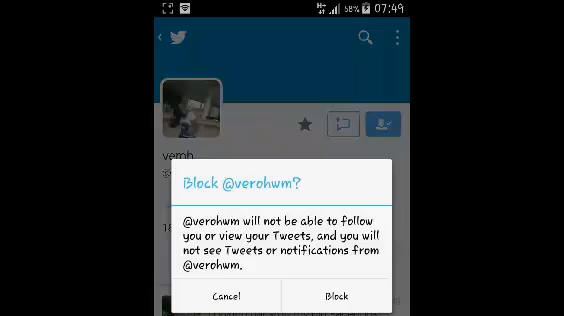 H+ 58% 07:49
vemh
Block @verohwm?
@verohwm will not be able to follow
you or view your Tweets, and you will
not see Tweets or notifications from
@verohwm.
Cancel Block